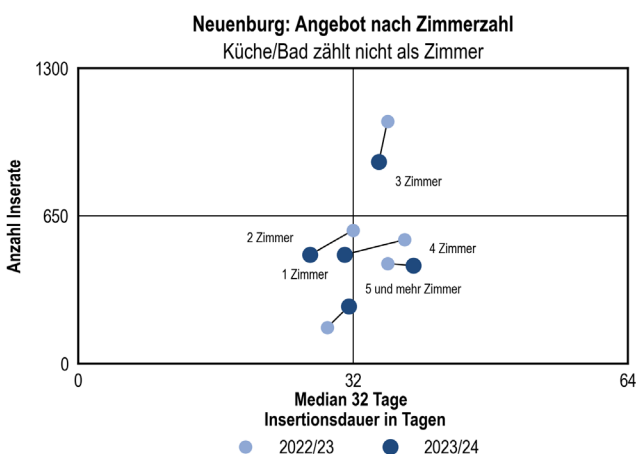 Neuenburg: Angebot nach Zimmerzahl
Küche/Bad zählt nicht als Zimmer
1300
Anzahl Inserate
3 Zimmer
650
2 Zimmer
4 Zimmer
1 Zimmer
5 und mehr Zimmer
0
0
32
64
Median 32 Tage
Insertionsdauer in Tagen
2022/23
2023/24